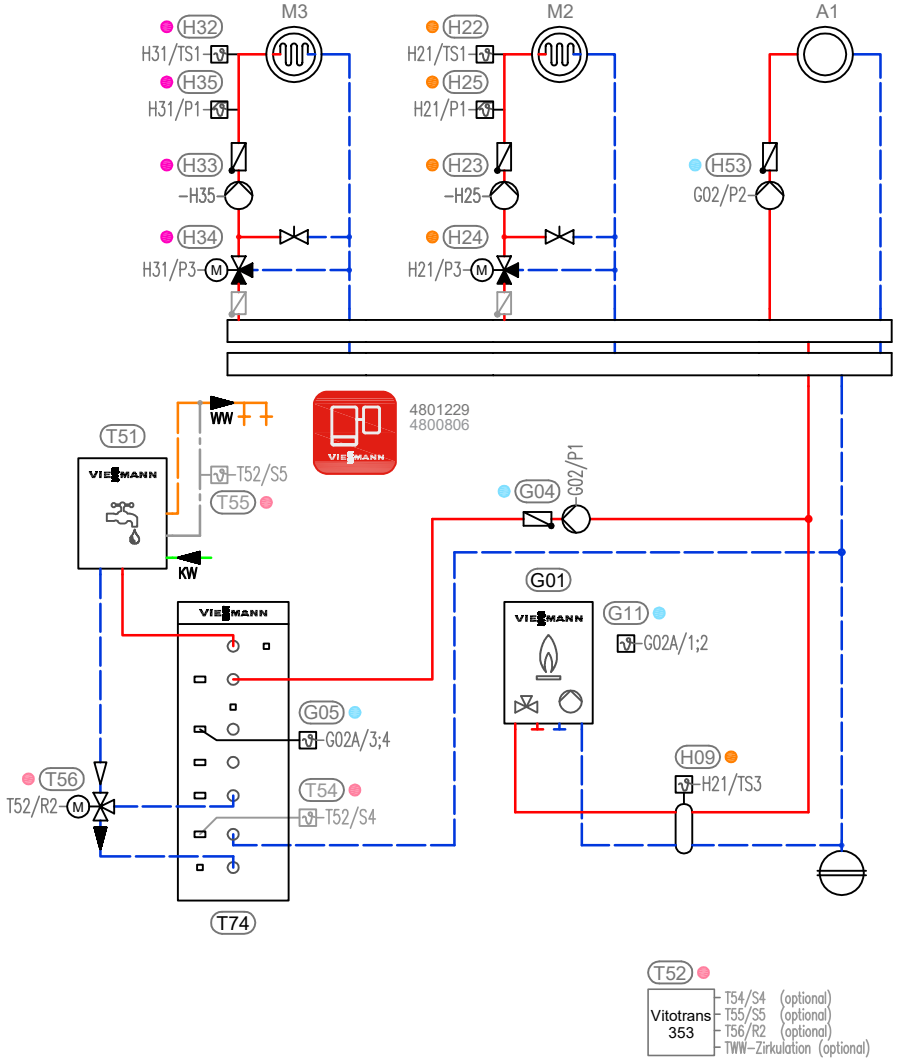 M3 M2 A1
H32 H22
H31/TS1 H21/TS1
H35 H25
H31/P1 H21/P1
H33 H23 H53
-H35 -H25 G02/P2
H34 H24
H31/P3 M H21/P3 M
WW
4801229
4800806
VIESMANN
T51
VIESMANN
T52/S5
T55
KW
G04 G02/P1
G01
VIESMANN
VIESMANN
G11
G02A/1;2
G05
G02A/3;4
T56
T52/R2 M
T54
T52/S4
H09
H21/TS3
T74
T52
Vitotrans
353
T54/S4 (optional)
T55/S5 (optional)
T56/R2 (optional)
TWW-Zirkulation (optional)